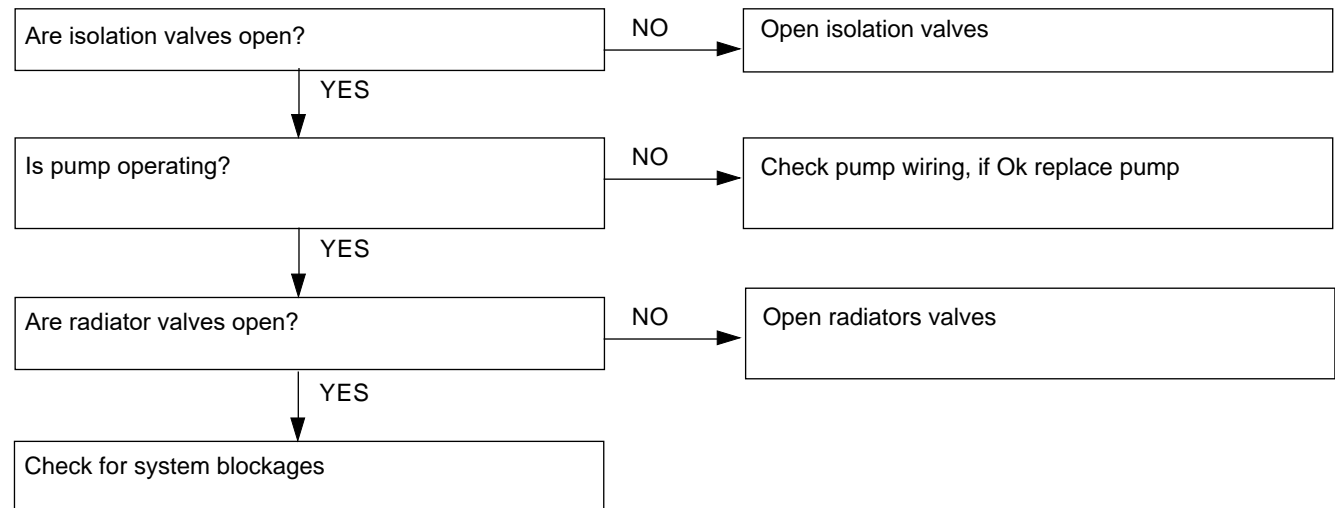 Are isolation valves open?
NO
Open isolation valves
YES
Is pump operating?
NO
Check pump wiring, if Ok replace pump
YES
Are radiator valves open?
NO
Open radiators valves
YES
Check for system blockages